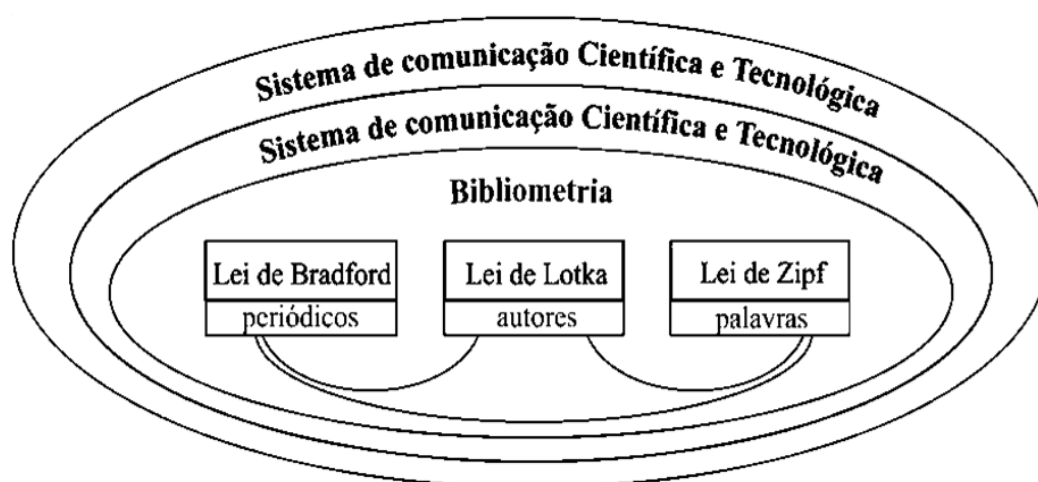 Sistema de comunicação Científica e Tecnológica
Sistema de comunicação Científica e Tecnológica
Bibliometria
Lei de Bradford
periódicos
Lei de Lotka
autores
Lei de Zipf
palavras